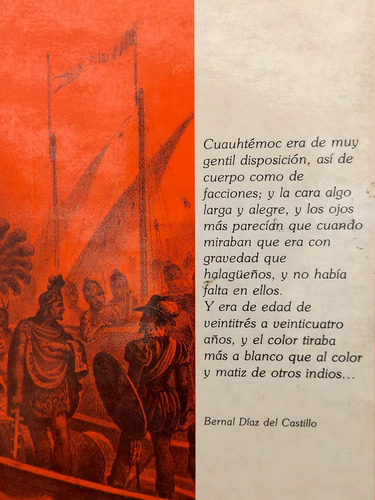 Cuauhtémoc era de muy
gentil disposición, así de
cuerpo como de
facciones; y la cara algo
larga y alegre, y los ojos
más parecían que cuando
miraban que era con
gravedad que
halagüeños, y no había
falta en ellos.
Y era de edad de
veintitrés a veinticuatro
años, y el color tiraba
más a blanco que al color
y matiz de otros indios...
Bernal Díaz del Castillo